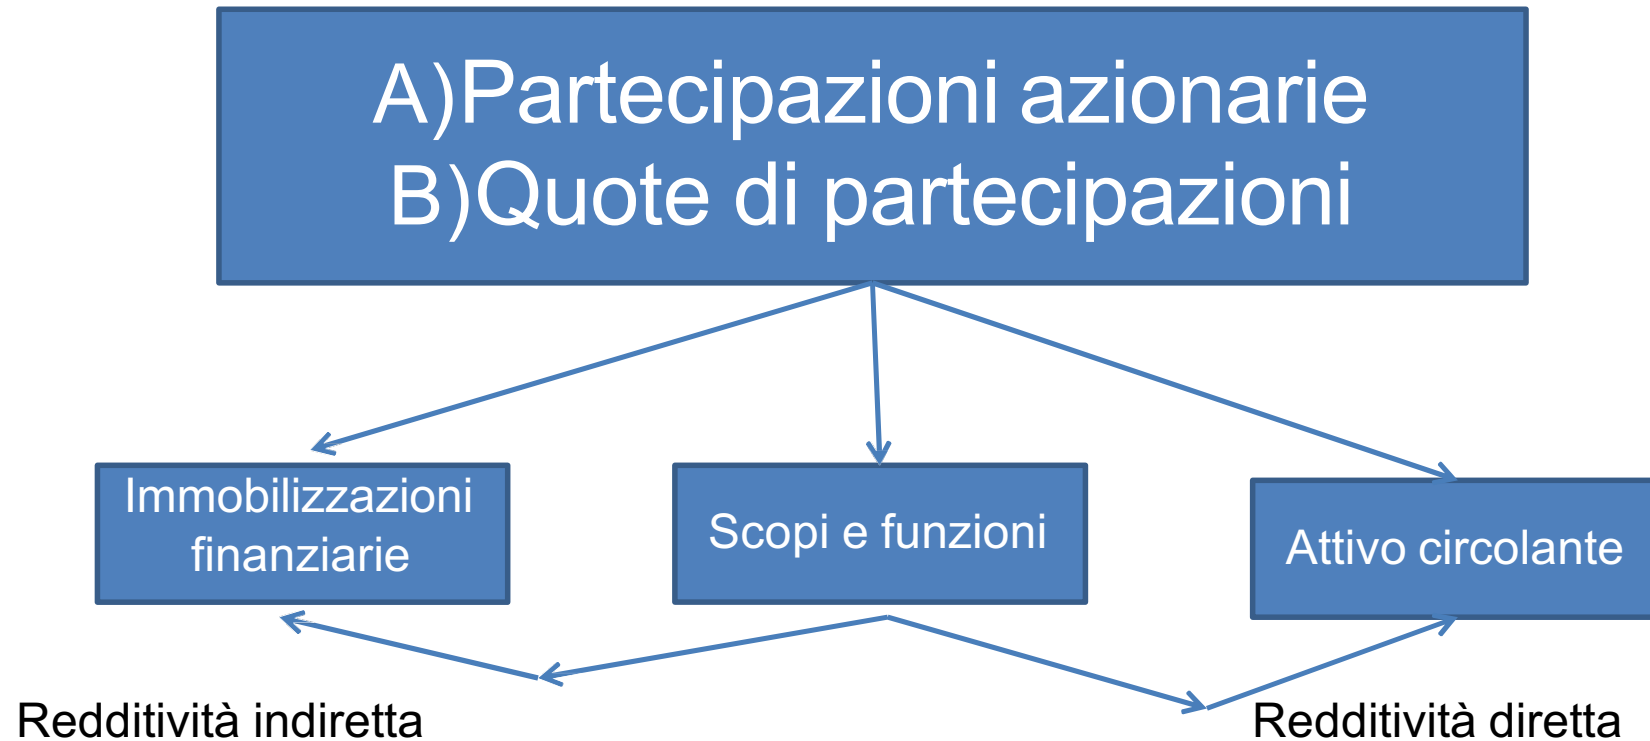 A)Partecipazioni azionarie
B)Quote di partecipazioni
Immobilizzazioni
finanziarie
Scopi e funzioni
Attivo circolante
Redditività indiretta
Redditività diretta